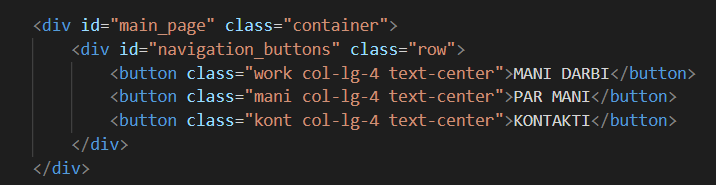 <div id="main_page" class="container">
<div id="navigation_buttons" class="row">
<button class="work col-lg-4 text-center">MANI DARBI</button>
<button class="mani col-lg-4 text-center">PAR MANI</button>
<button class="kont col-lg-4 text-center">KONTAKTI</button>
</div>
</div>